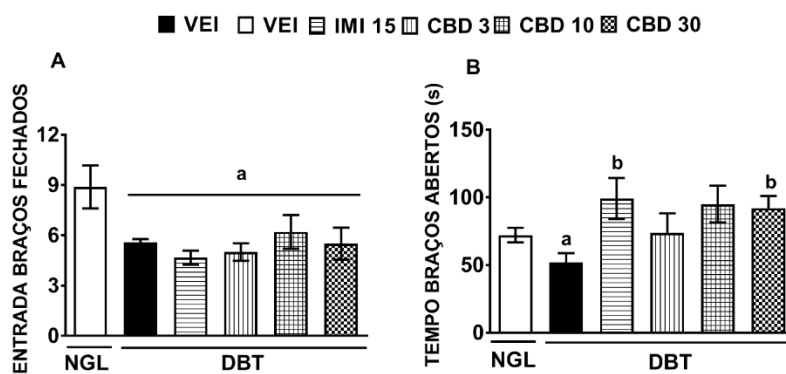 VEI VEI IMI 15 CBD 3 CBD 10 CBD 30
A
ENTRADA BRAÇOS FECHADOS
12
9
6
3
0
a
NGL DBT
B
TEMPO BRAÇOS ABERTOS (s)
150
100
50
0
a
b
b
NGL DBT